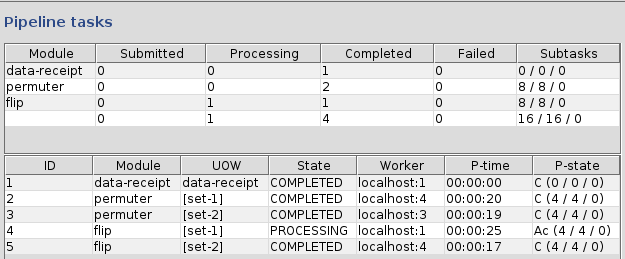 Pipeline tasks
Module Submitted Processing Completed Failed Subtasks
data-receipt 0 0 1 0 0 / 0 / 0
permuter 0 0 2 0 8 / 8 / 0
flip 0 1 1 0 8 / 8 / 0
0 1 4 0 16 / 16 / 0
ID Module UOW State Worker P-time P-state
1 data-receipt data-receipt COMPLETED localhost:1 00:00:00 C (0 / 0 / 0)
2 permuter [set-1] COMPLETED localhost:4 00:00:20 C (4 / 4 / 0)
3 permuter [set-2] COMPLETED localhost:3 00:00:19 C (4 / 4 / 0)
4 flip [set-1] PROCESSING localhost:1 00:00:25 Ac (4 / 4 / 0)
5 flip [set-2] COMPLETED localhost:4 00:00:17 C (4 / 4 / 0)